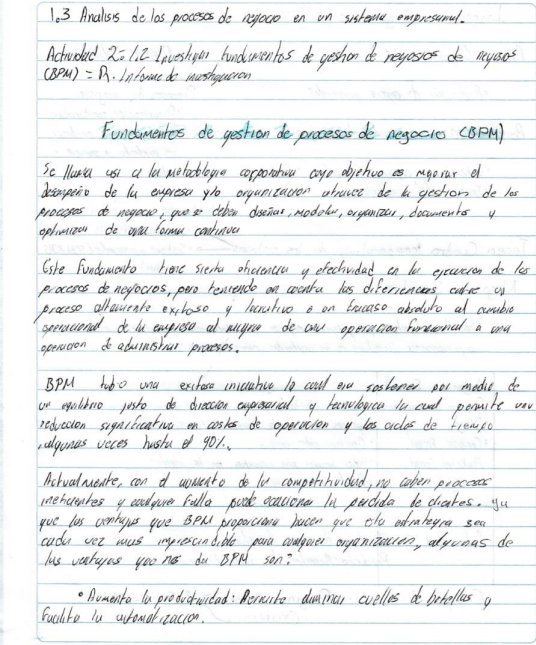 1.3 Analisis de los procesos de negocio en un sistema empresarial.
Actividad 2: 1.2 Investigar fundamentos de gestion de negosios de negosios
(BPM) = R. Informe de investigacion
Fundamentos de gestion de procesos de negocio (BPM)
Se llama asi a la metodologia corporativa cuyo objetivo es mejorar el
desempeño de la empresa y/o organizacion atravez de la gestion de los
procesos de negocio, que se deben diseñar, modelar, organizar, documentar y
optimizar de una forma continua
Este fundamento tiene sierta eficiencia y efectividad en la ejecucion de los
procesos de negocios, pero teniendo en cuenta las diferiencias entre un
proceso altamente exitoso y lucrativo o un fracaso absoluto al cambio
operacional de la empresa al migrar de una operacion funcional a una
operacion de administrar procesos.
BPM tubo una exitosa iniciativa la cual era sostener por medio de
un equilibrio justo de direccion empresarial y tecnologica la cual permite una
reduccion significativa en costos de operacion y los ciclos de tiempo
, algunas veces hasta el 90%.
Actualmente, con el aumento de la competitividad, no caben procesos
ineficientes y cualquier falla puede ocacionar la perdida de clientes. ya
que las ventajas que BPM proporciona hacen que esta estrategia sea
cada vez mas imprescindible para cualquier organizacion, algunas de
las ventajas que nos da BPM son:
• Aumenta la productividad: Permite eliminar cuellos de botellas y
facilita la automatizacion.